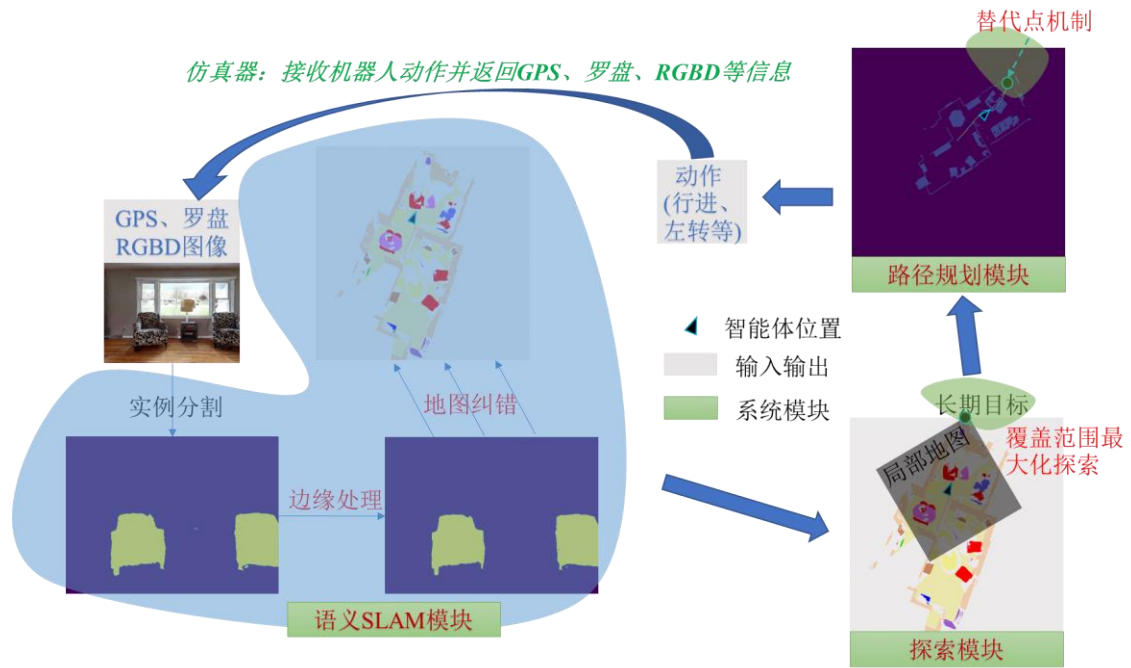 替代点机制
仿真器：接收机器人动作并返回GPS、罗盘、RGBD等信息
动作
(行进、
左转等)
GPS、罗盘
RGBD图像
路径规划模块
智能体位置
输入输出
系统模块
实例分割
地图纠错
长期目标
覆盖范围最
大化探索
局部地图
边缘处理
语义SLAM模块
探索模块